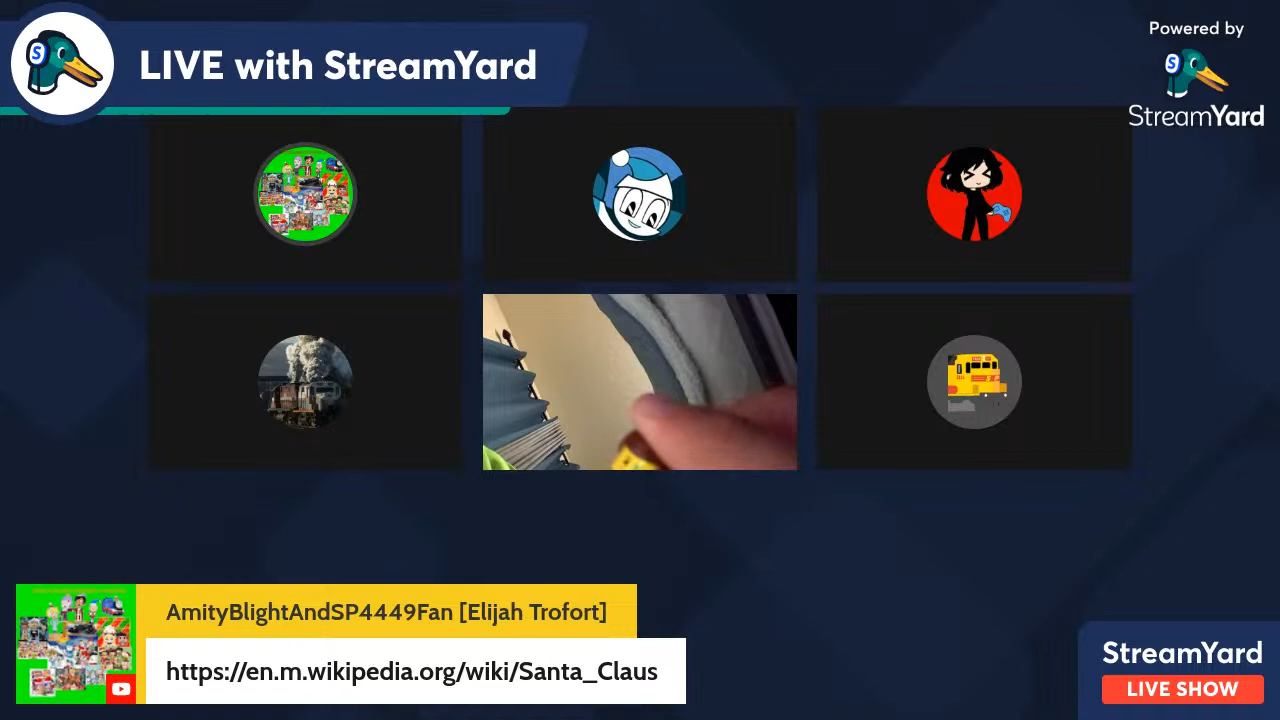 LIVE with StreamYard
Powered by
StreamYard
AmityBlightAndSP4449Fan [Elijah Trofort]
https://en.m.wikipedia.org/wiki/Santa_Claus
StreamYard
LIVE SHOW